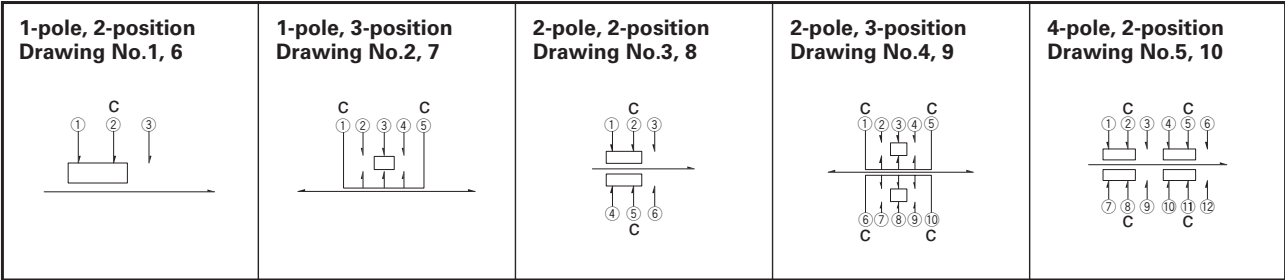 1-pole, 2-position
Drawing No.1, 6
C
① ② ③
1-pole, 3-position
Drawing No.2, 7
C C
① ② ③ ④ ⑤
2-pole, 2-position
Drawing No.3, 8
C
① ② ③
④ ⑤ ⑥
C
2-pole, 3-position
Drawing No.4, 9
C C
① ② ③ ④ ⑤
⑥ ⑦ ⑧ ⑨ ⑩
C C
4-pole, 2-position
Drawing No.5, 10
C C
① ② ③ ④ ⑤ ⑥
⑦ ⑧ ⑨ ⑩ ⑪ ⑫
C C